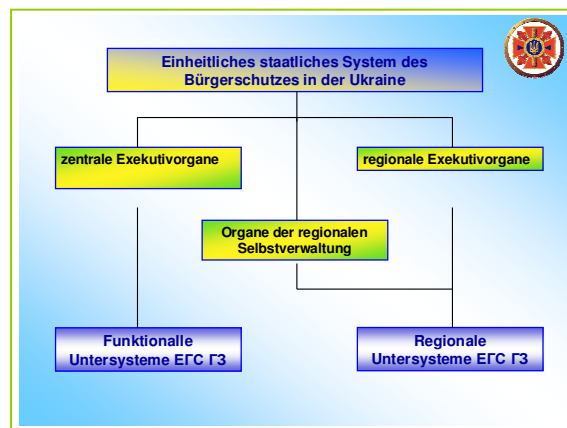 Einheitliches staatliches System des
Bürgerschutzes in der Ukraine
zentrale Exekutivorgane
regionale Exekutivorgane
Organe der regionalen
Selbstverwaltung
Funktionalle
Untersysteme ЕГС ГЗ
Regionale
Untersysteme ЕГС ГЗ